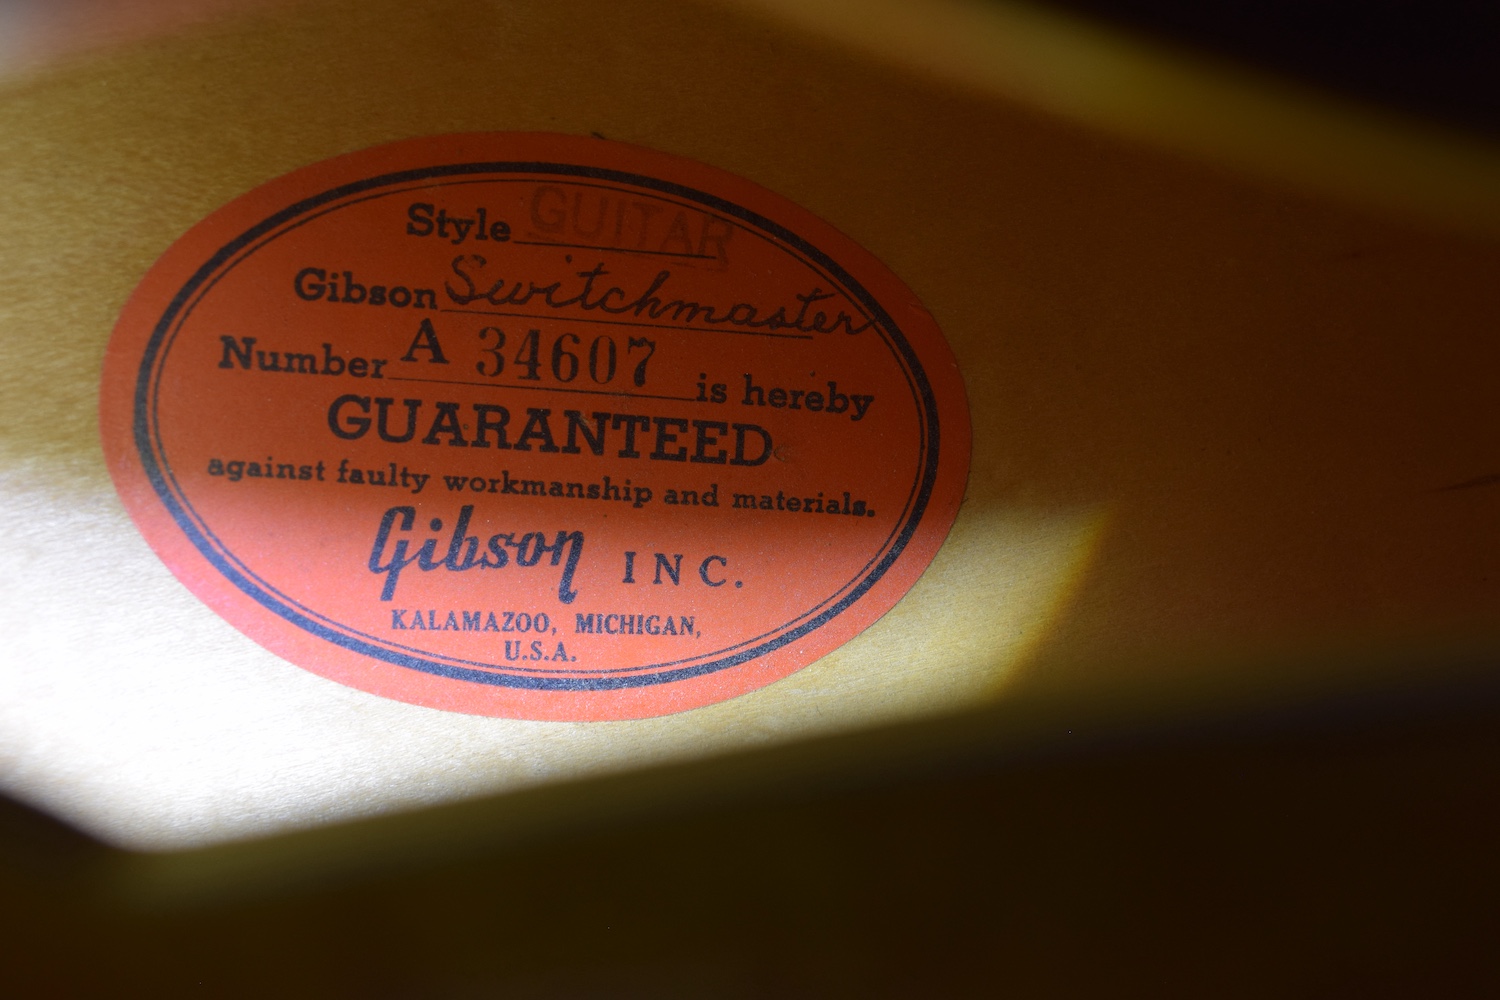 Style GUITAR
Gibson Switchmaster
Number A 34607 is hereby
GUARANTEED
against faulty workmanship and materials.
Gibson INC.
KALAMAZOO, MICHIGAN,
U.S.A.